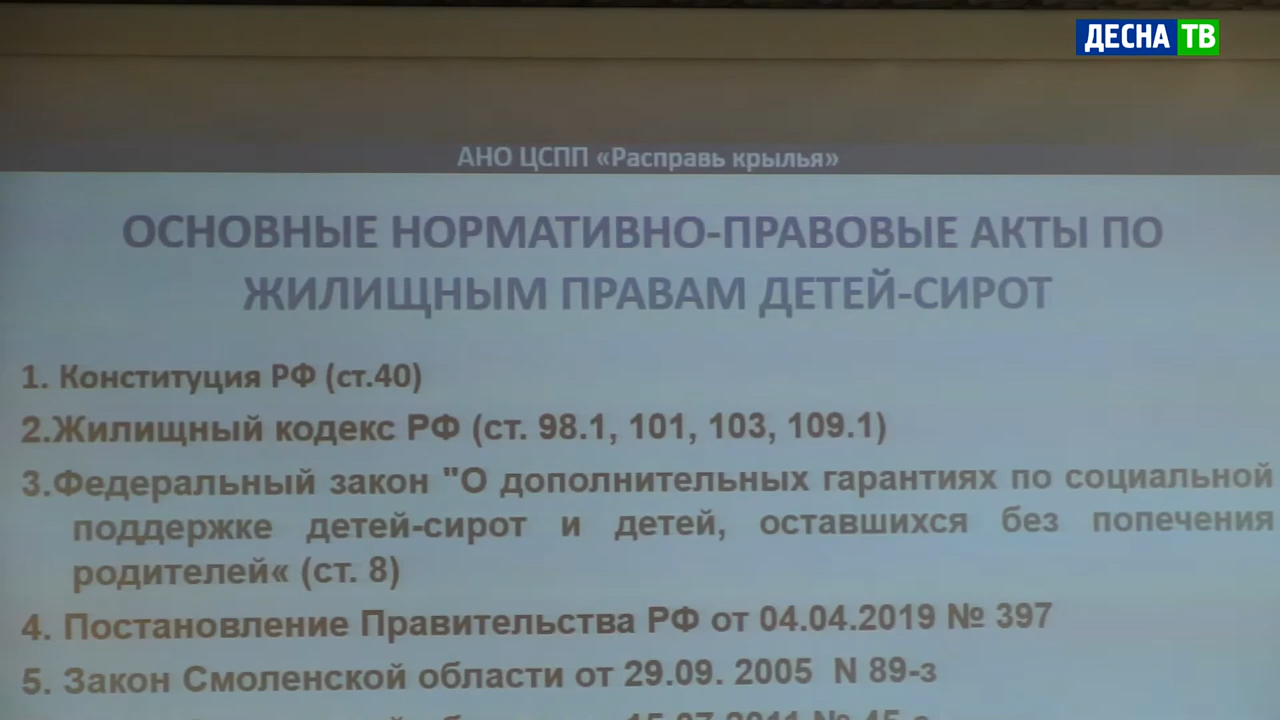 ДЕСНА ТВ
АНО ЦСПП «Расправь крылья»
ОСНОВНЫЕ НОРМАТИВНО-ПРАВОВЫЕ АКТЫ ПО
ЖИЛИЩНЫМ ПРАВАМ ДЕТЕЙ-СИРОТ
1. Конституция РФ (ст.40)
2.Жилищный кодекс РФ (ст. 98.1, 101, 103, 109.1)
3.Федеральный закон "О дополнительных гарантиях по социальной
поддержке детей-сирот и детей, оставшихся без попечения
родителей« (ст. 8)
4. Постановление Правительства РФ от 04.04.2019 № 397
5. Закон Смоленской области от 29.09. 2005 N 89-з